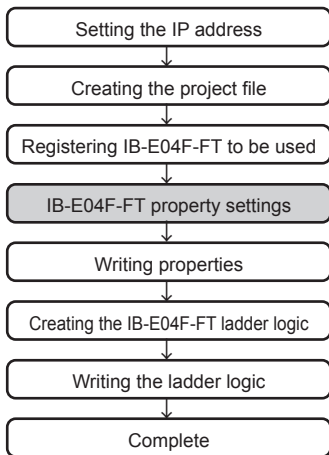 Setting the IP address
Creating the project file
Registering IB-E04F-FT to be used
IB-E04F-FT property settings
Writing properties
Creating the IB-E04F-FT ladder logic
Writing the ladder logic
Complete